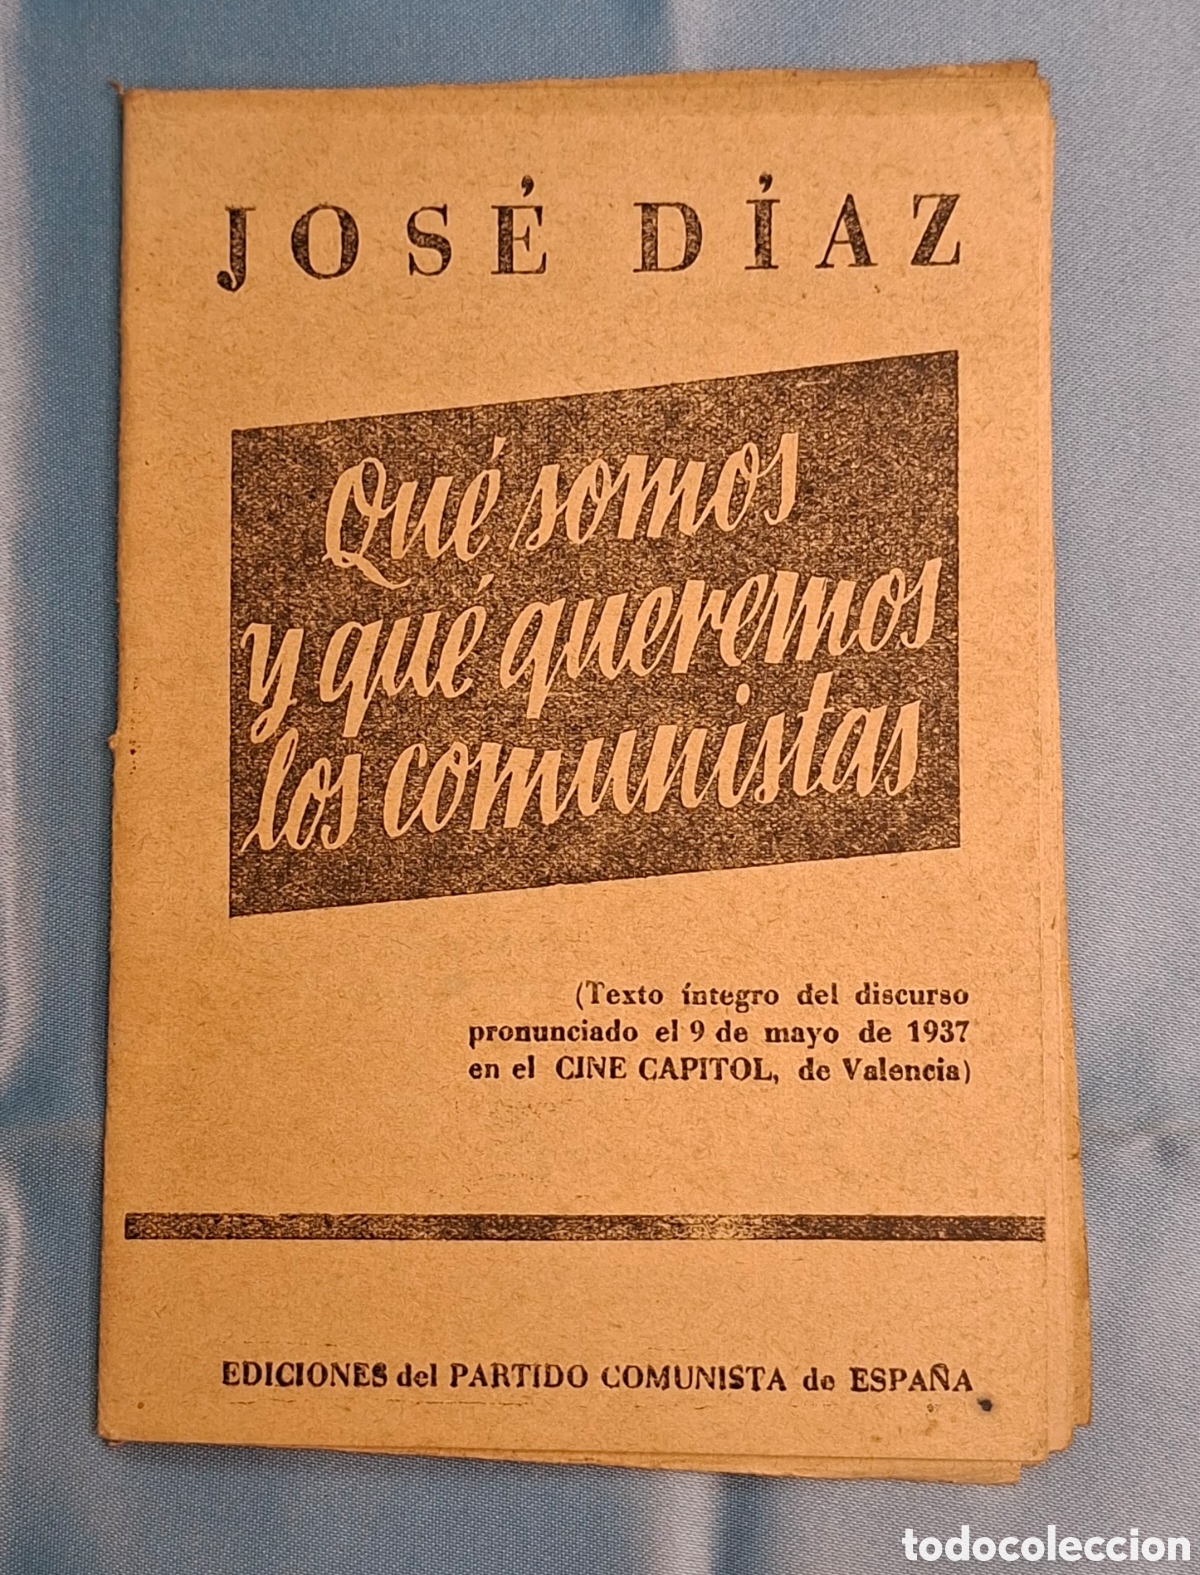 JOSÉ DÍAZ
Qué somos
y qué queremos
los comunistas
(Texto íntegro del discurso
pronunciado el 9 de mayo de 1937
en el CINE CAPITOL, de Valencia)
EDICIONES del PARTIDO COMUNISTA de ESPAÑA
todocoleccion